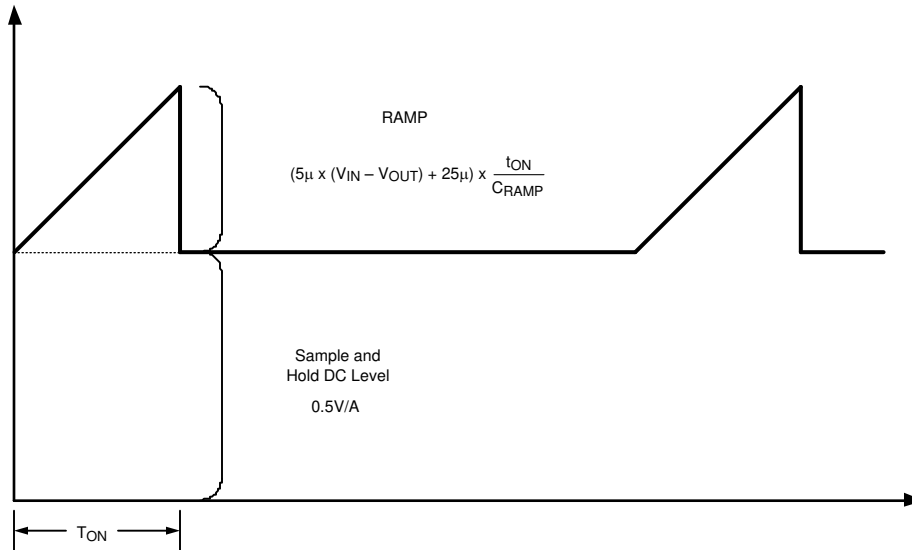 RAMP
(5µ x (VIN – VOUT) + 25µ) x tON
CRAMP
Sample and
Hold DC Level
0.5V/A
TON